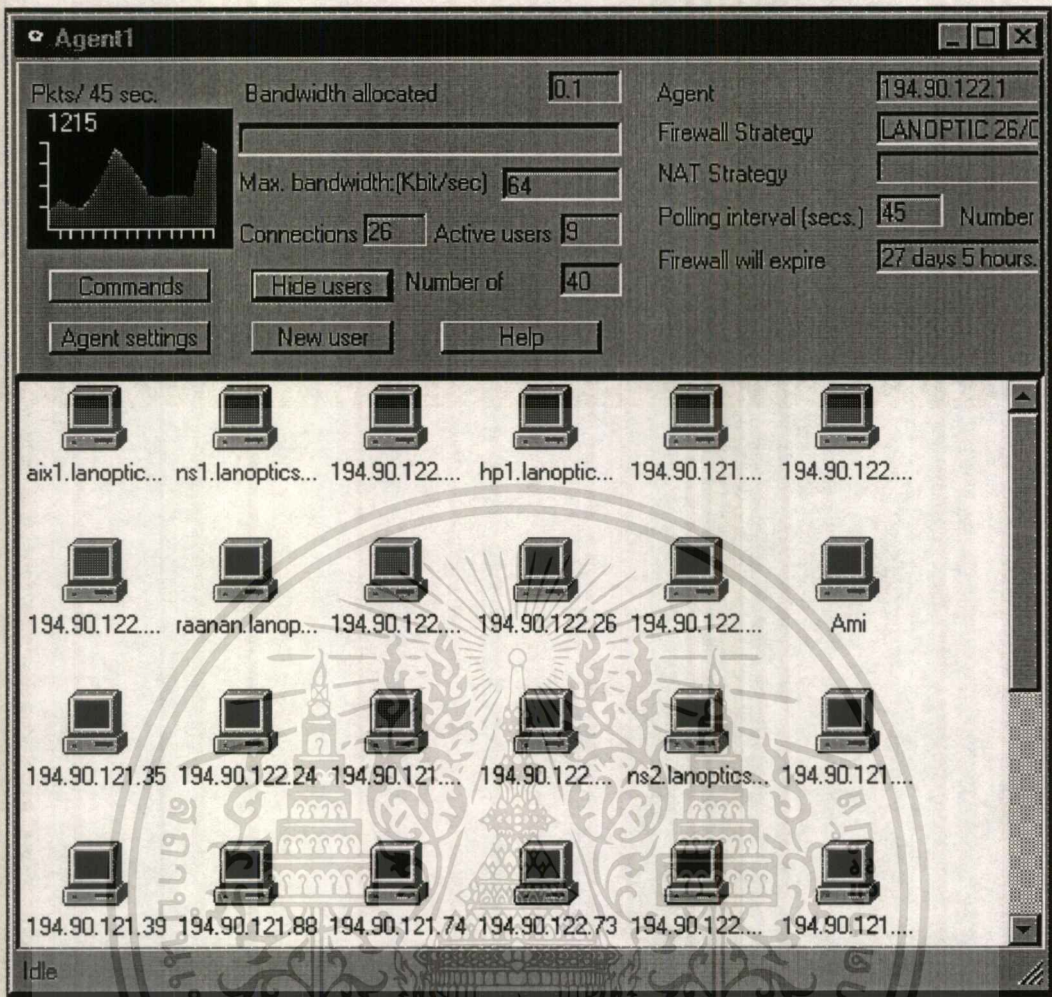 Agent1
Pkts/ 45 sec.
1215
Bandwidth allocated 0.1
Max. bandwidth:(Kbit/sec) 64
Connections 26 Active users 9
Number of 40
Commands Hide users
Agent settings New user Help
Agent 194.90.122.1
Firewall Strategy LANOPTIC 26/
NAT Strategy
Polling interval (secs.) 45 Number
Firewall will expire 27 days 5 hours.
aix1.lanoptic... ns1.lanoptics... 194.90.122.... hp1.lanoptic... 194.90.121.... 194.90.122....
194.90.122.... raanan.lanop... 194.90.122.... 194.90.122.26 194.90.122.... Ami
194.90.121.35 194.90.122.24 194.90.121.... 194.90.122.... ns2.lanoptics... 194.90.121....
194.90.121.39 194.90.121.88 194.90.121.74 194.90.122.73 194.90.122.... 194.90.121....
Idle